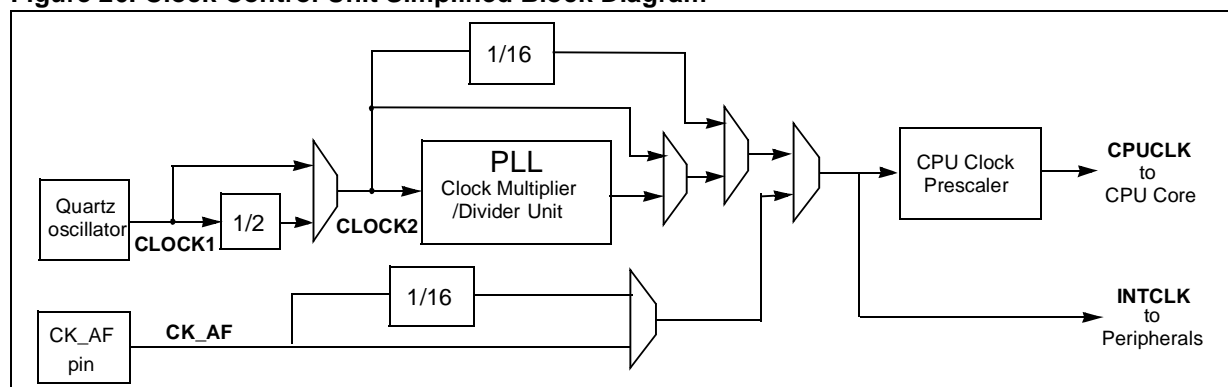 Figure 26. Clock Control Unit Simplified Block Diagram
1/16
PLL
Clock Multiplier
/Divider Unit
CPU Clock
Prescaler
CPUCLK
to
CPU Core
Quartz
oscillator
CLOCK1
1/2
CLOCK2
1/16
CK_AF
pin
CK_AF
INTCLK
to
Peripherals